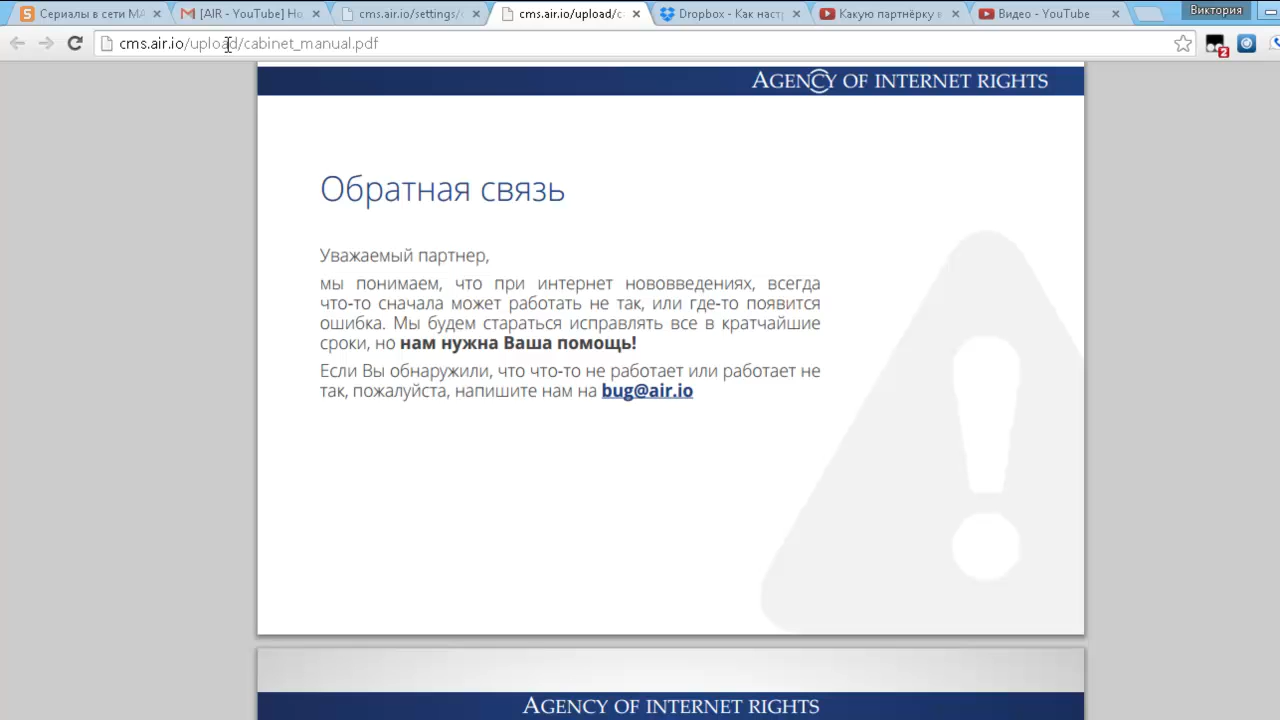 Сериалы в сети MA
[AIR - YouTube] Но
cms.air.io/settings/
cms.air.io/upload/c
Dropbox - Как наст
Какую партнёрку
Видео - YouTube
Виктория
cms.air.io/upload/cabinet_manual.pdf
2
AGENCY OF INTERNET RIGHTS
Обратная связь
Уважаемый партнер,
мы понимаем, что при интернет нововведениях, всегда
что-то сначала может работать не так, или где-то появится
ошибка. Мы будем стараться исправлять все в кратчайшие
сроки, но нам нужна Ваша помощь!
Если Вы обнаружили, что что-то не работает или работает не
так, пожалуйста, напишите нам на bug@air.io
AGENCY OF INTERNET RIGHTS